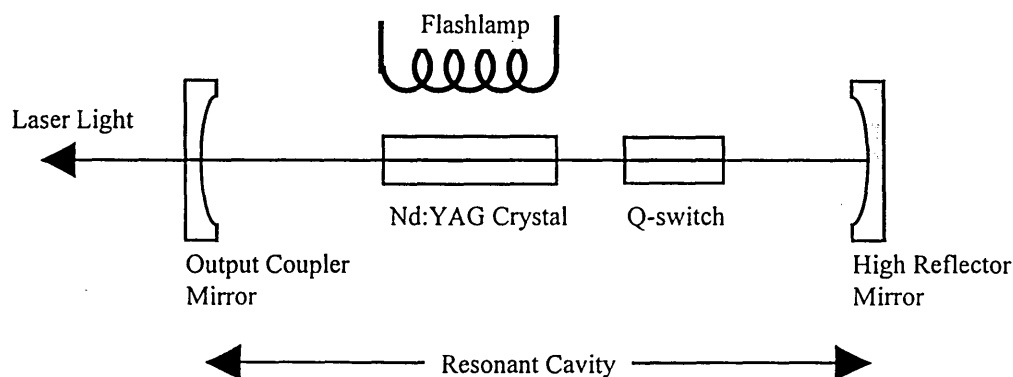 Flashlamp
Laser Light
Nd:YAG Crystal
Q-switch
Output Coupler
Mirror
High Reflector
Mirror
Resonant Cavity